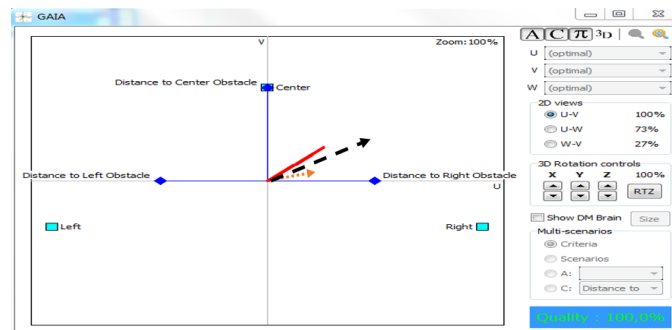 GAIA
V
Zoom: 100%
Distance to Center Obstacle
Center
Distance to Left Obstacle
Distance to Right Obstacle
U
Left
Right
A C π 3D
U (optimal)
V (optimal)
W (optimal)
2D views
U-V 100%
U-W 73%
W-V 27%
3D Rotation controls
X Y Z 100%
RTZ
Show DM Brain Size
Multi-scenarios
Criteria
Scenarios
A:
C: Distance to
Quality : 100,0%